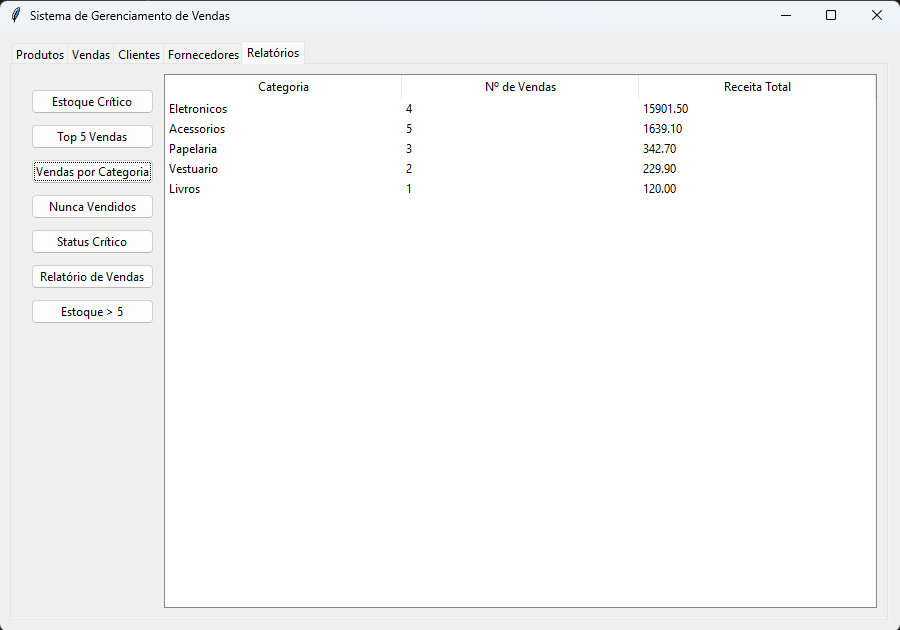 Sistema de Gerenciamento de Vendas
Produtos Vendas Clientes Fornecedores Relatórios
Estoque Crítico
Top 5 Vendas
Vendas por Categoria
Nunca Vendidos
Status Crítico
Relatório de Vendas
Estoque > 5
Categoria Nº de Vendas Receita Total
Eletronicos 4 15901.50
Acessorios 5 1639.10
Papelaria 3 342.70
Vestuario 2 229.90
Livros 1 120.00